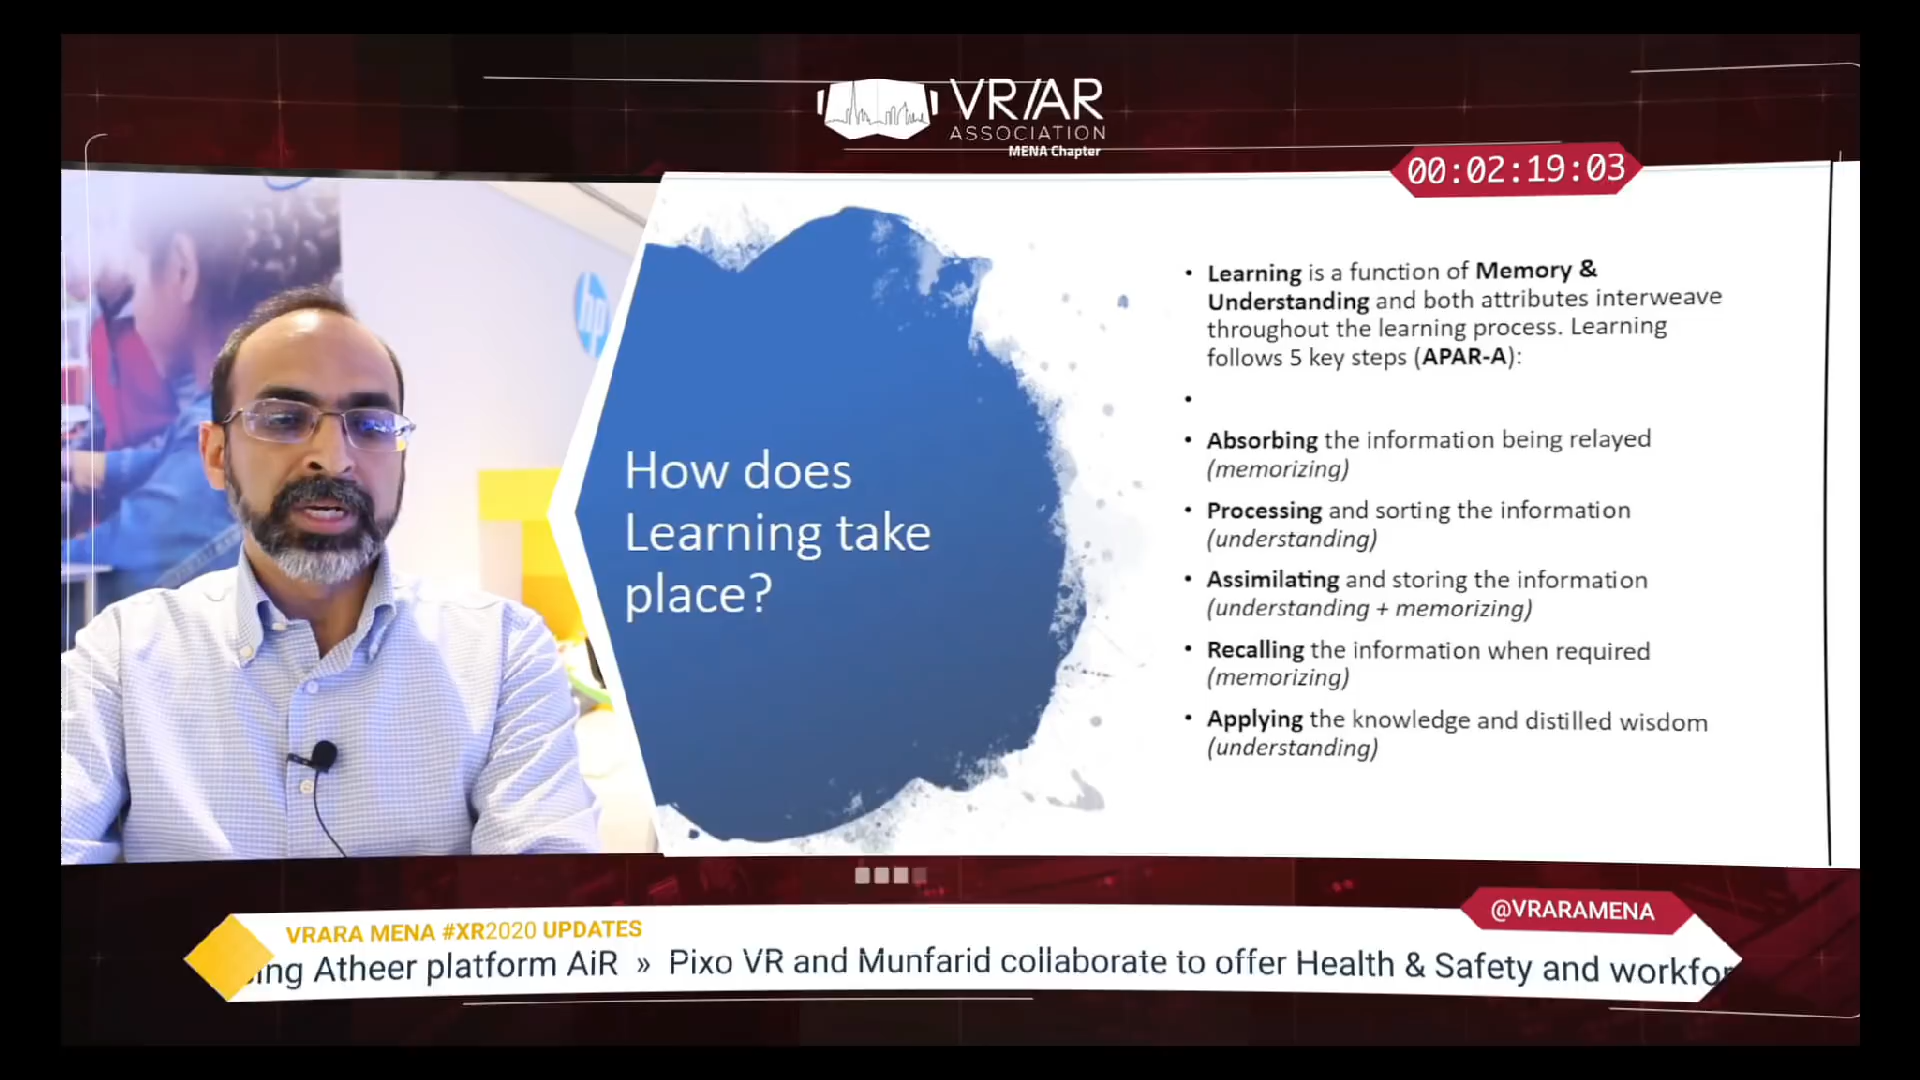 VR/AR
ASSOCIATION
MENA Chapter
00:02:19:03
hp
How does
Learning take
place?
• Learning is a function of Memory &
Understanding and both attributes interweave
throughout the learning process. Learning
follows 5 key steps (APAR-A):
•
• Absorbing the information being relayed
(memorizing)
• Processing and sorting the information
(understanding)
• Assimilating and storing the information
(understanding + memorizing)
• Recalling the information when required
(memorizing)
• Applying the knowledge and distilled wisdom
(understanding)
@VRARAMENA
VRARA MENA #XR2020 UPDATES
Atheer platform AiR » Pixo VR and Munfarid collaborate to offer Health & Safety and workfor